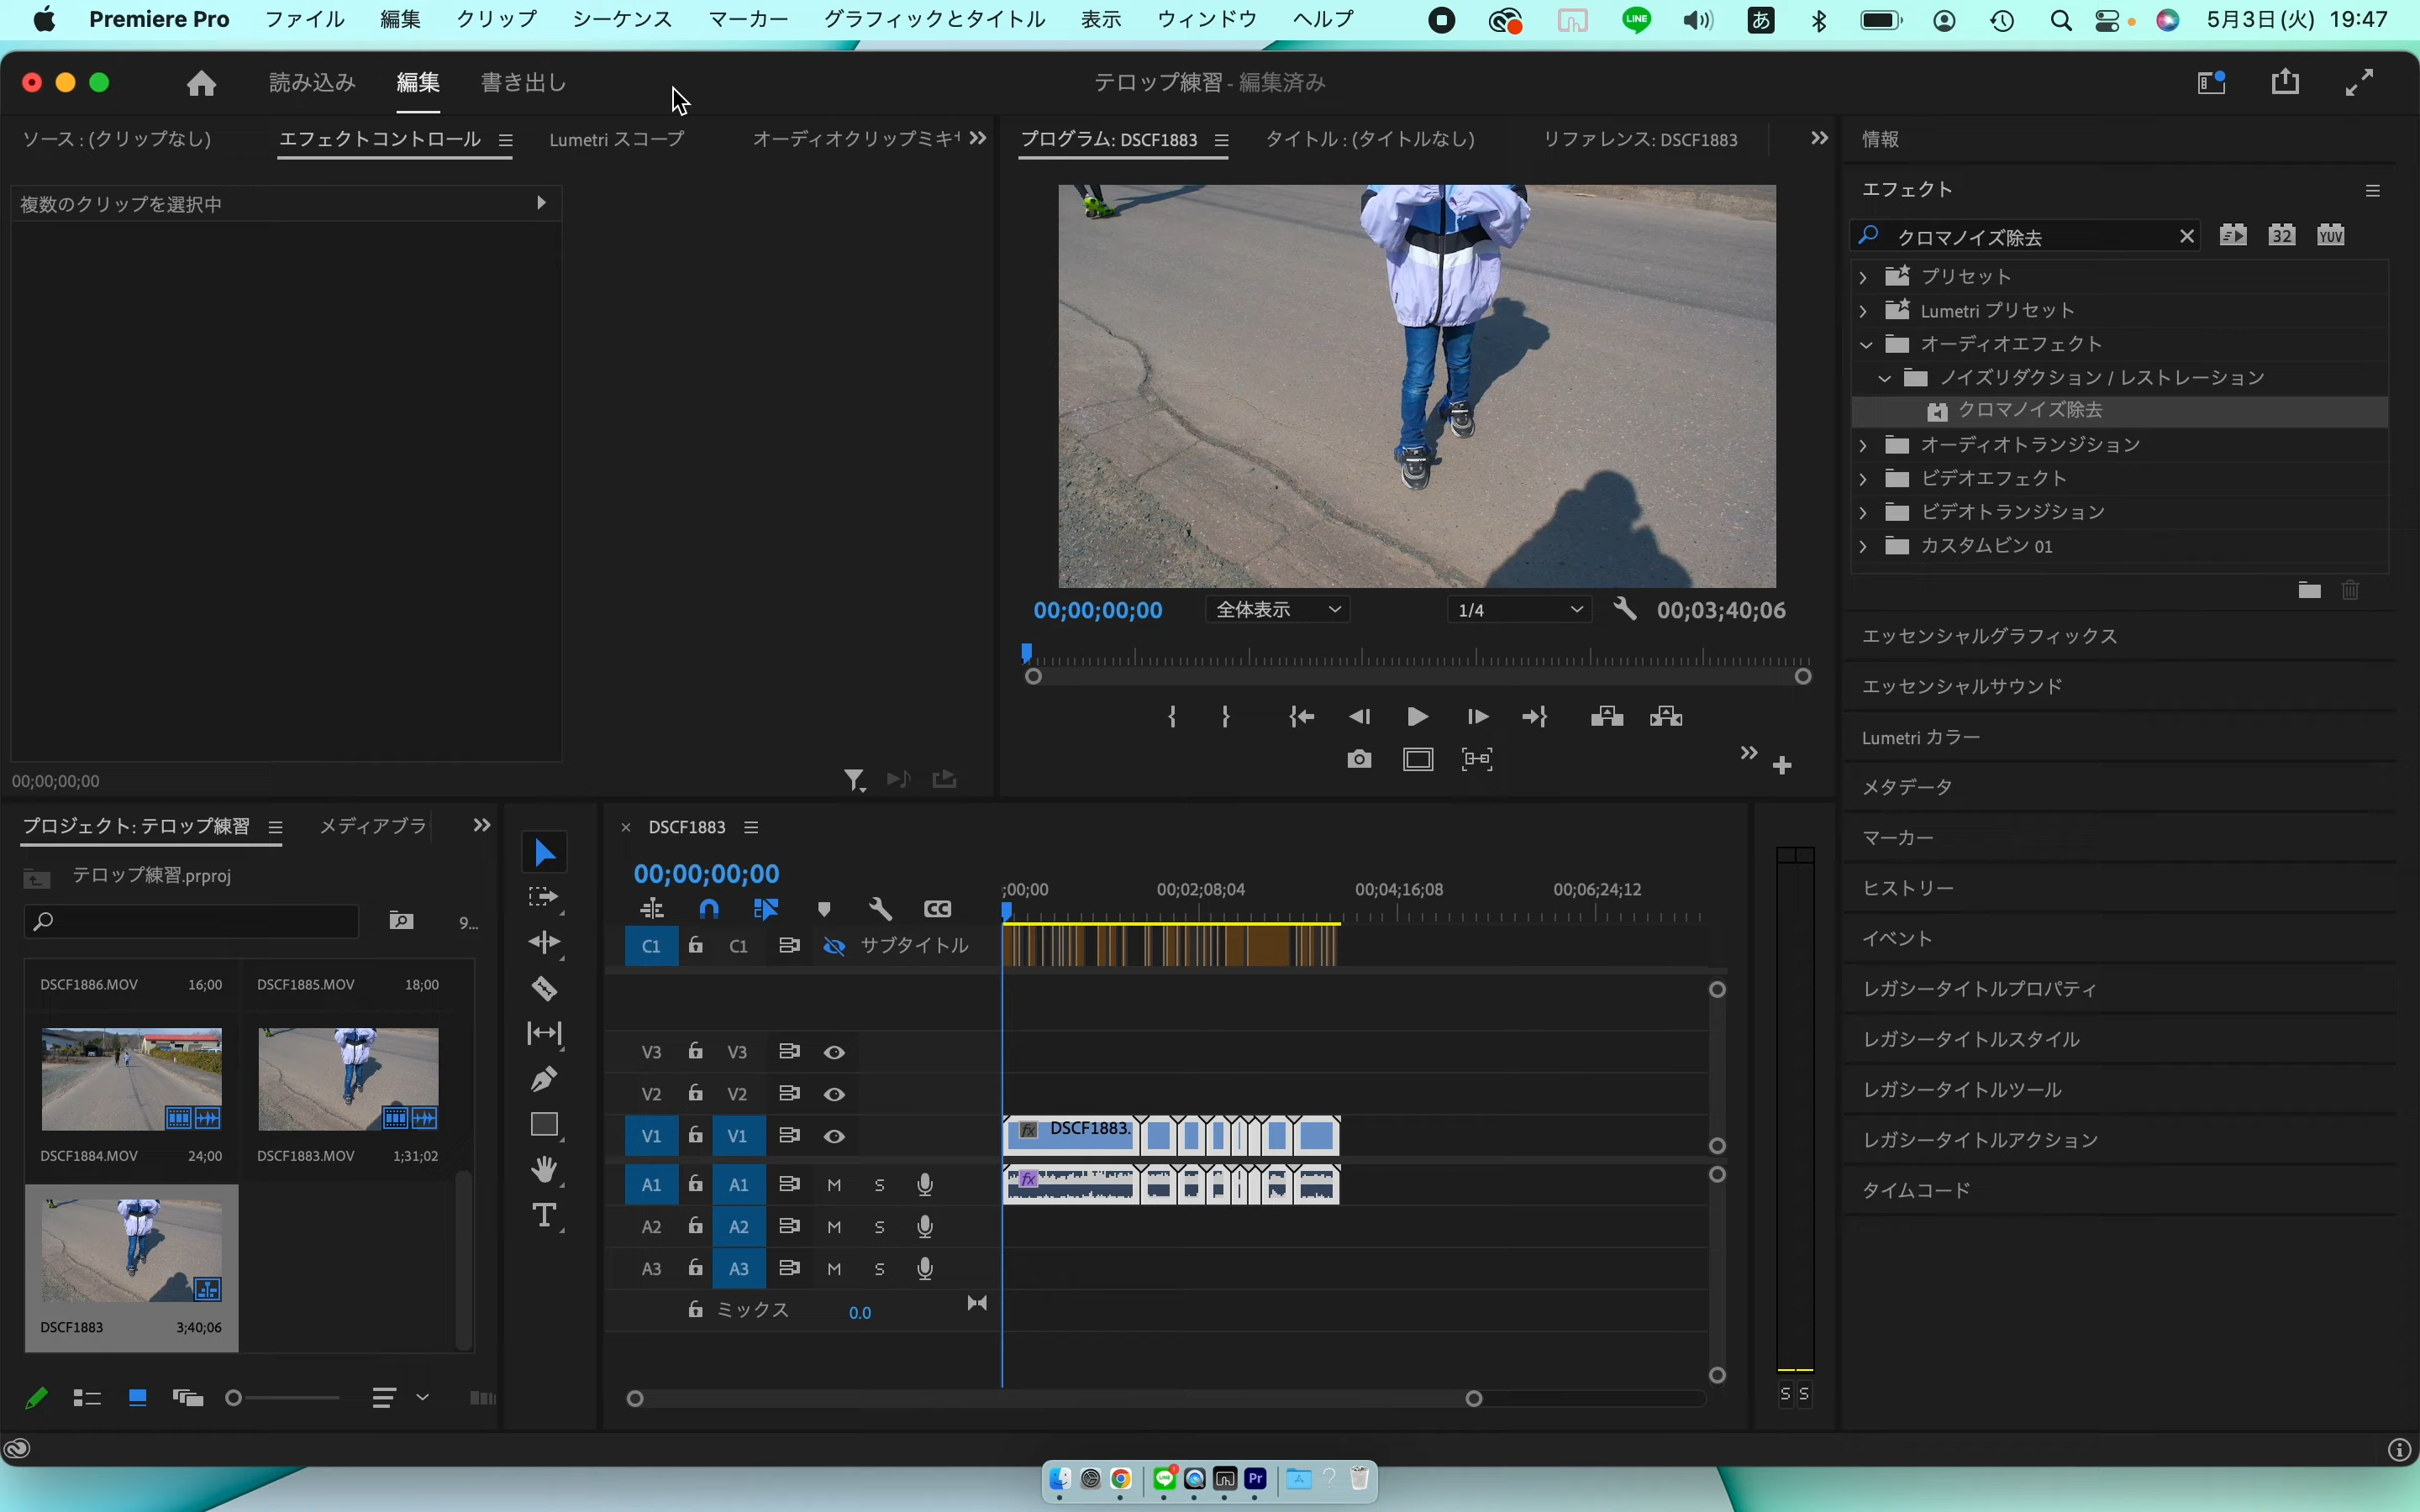 Premiere Pro ファイル 編集 クリップ シーケンス マーカー グラフィックとタイトル 表示 ウィンドウ ヘルプ LINE あ 5月3日(火) 19:47
読み込み 編集 書き出し テロップ練習 - 編集済み
ソース : (クリップなし) エフェクトコントロール Lumetri スコープ オーディオクリップミキサ
複数のクリップを選択中
00;00;00;00
プログラム: DSCF1883 タイトル : (タイトルなし) リファレンス: DSCF1883
00;00;00;00 全体表示 1/4 00;03;40;06
情報
エフェクト
クロマノイズ除去 32 YUV
プリセット
Lumetri プリセット
オーディオエフェクト
ノイズリダクション / レストレーション
クロマノイズ除去
オーディオトランジション
ビデオエフェクト
ビデオトランジション
カスタムビン 01
エッセンシャルグラフィックス
エッセンシャルサウンド
Lumetri カラー
メタデータ
マーカー
ヒストリー
イベント
レガシータイトルプロパティ
レガシータイトルスタイル
レガシータイトルツール
レガシータイトルアクション
タイムコード
プロジェクト: テロップ練習 メディアブラ
テロップ練習.prproj
9...
DSCF1886.MOV 16;00 DSCF1885.MOV 18;00
DSCF1884.MOV 24;00 DSCF1883.MOV 1;31;02
DSCF1883 3;40;06
T
× DSCF1883
00;00;00;00
;00;00 00;02;08;04 00;04;16;08 00;06;24;12
CC
C1 C1 サブタイトル
V3 V3
V2 V2
V1 V1 fx DSCF1883.
A1 A1 M S fx
A2 A2 M S
A3 A3 M S
ミックス 0.0
S S
Pr